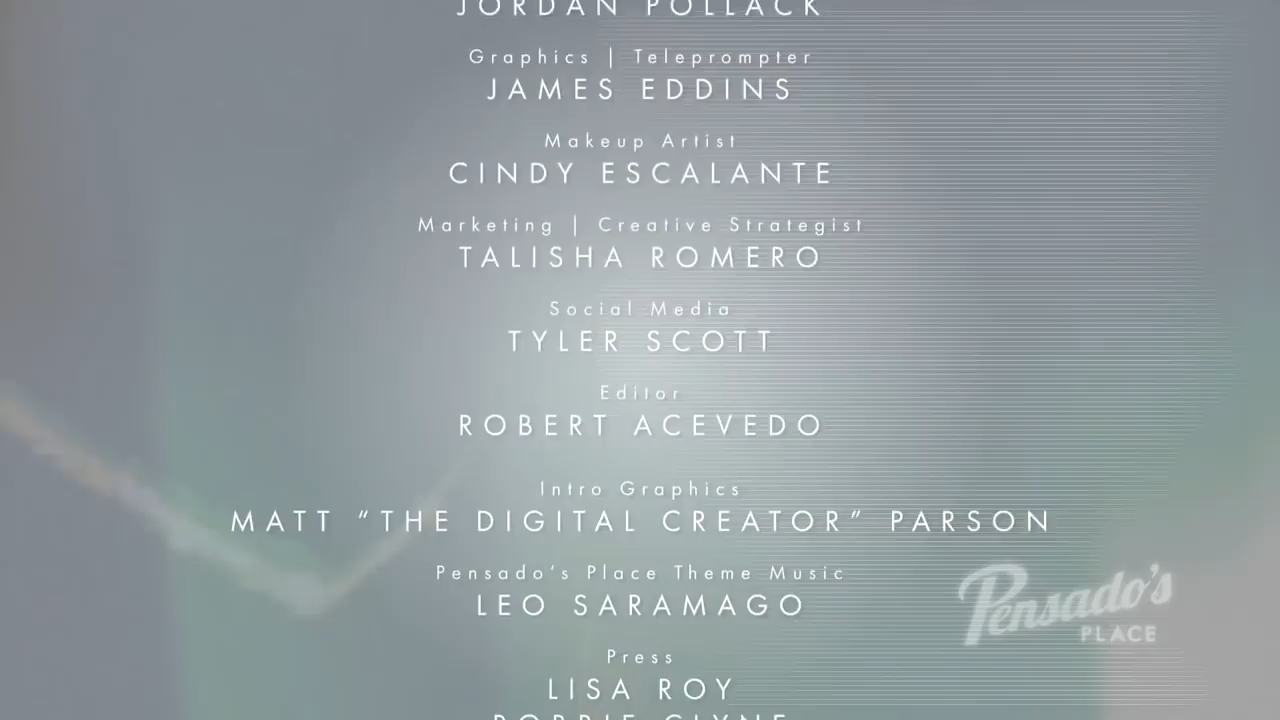 JORDAN POLLACK
Graphics | Teleprompter
JAMES EDDINS
Makeup Artist
CINDY ESCALANTE
Marketing | Creative Strategist
TALISHA ROMERO
Social Media
TYLER SCOTT
Editor
ROBERT ACEVEDO
Intro Graphics
MATT “THE DIGITAL CREATOR” PARSON
Pensado‘s Place Theme Music
LEO SARAMAGO
Pensado's
PLACE
Press
LISA ROY